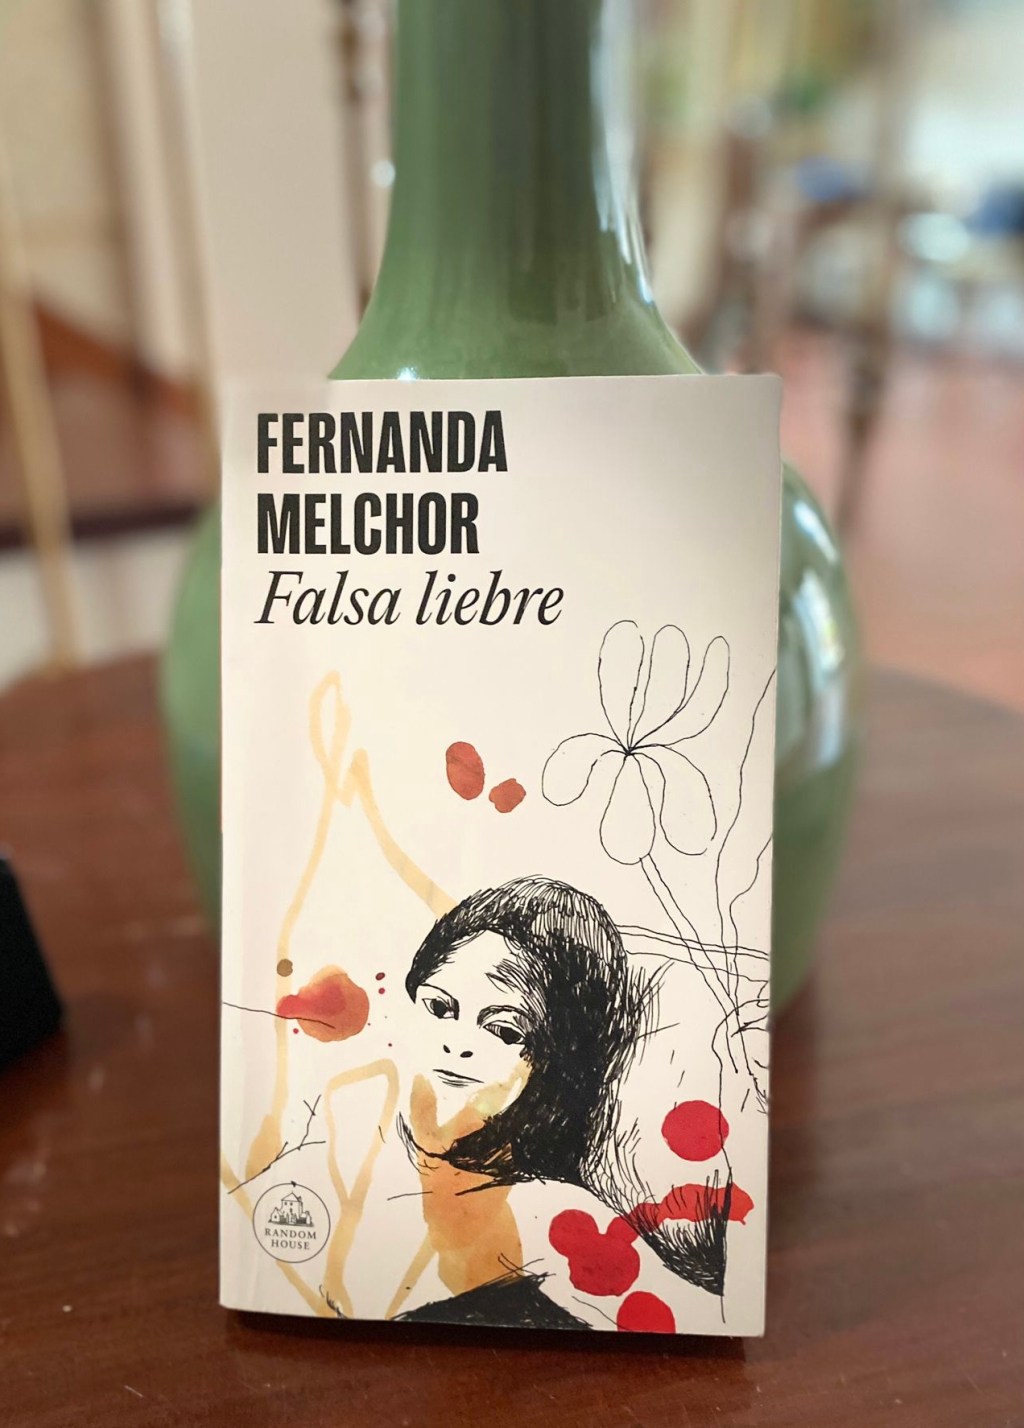 FERNANDA
MELCHOR
Falsa liebre
RANDOM
HOUSE